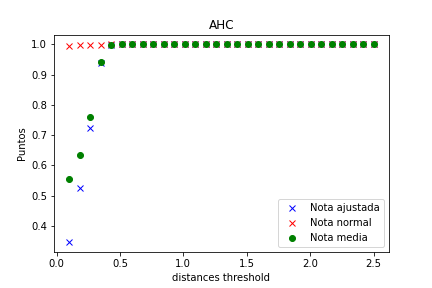 AHC
1.0
0.9
0.8
0.7
0.6
0.5
0.4
Puntos
Nota ajustada
Nota normal
Nota media
0.0 0.5 1.0 1.5 2.0 2.5
distances threshold